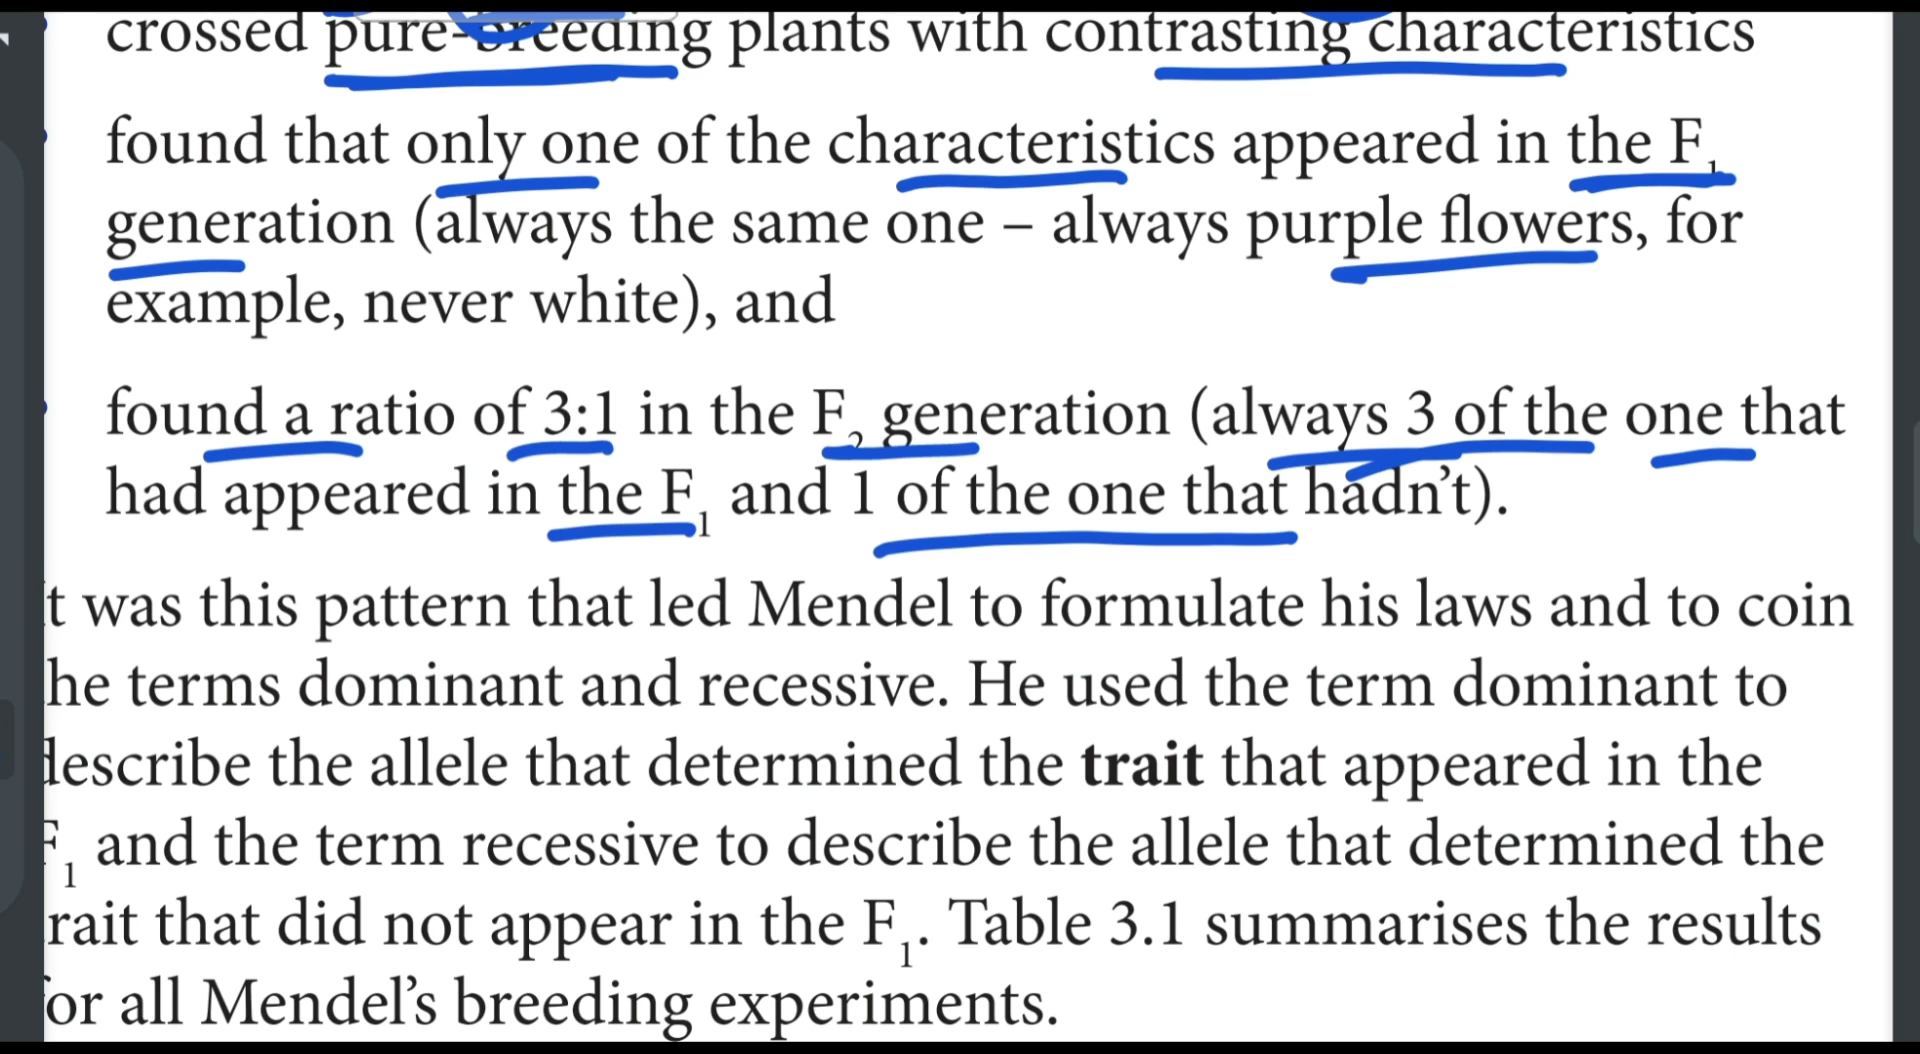 crossed pure-breeding plants with contrasting characteristics
found that only one of the characteristics appeared in the F₁
generation (always the same one – always purple flowers, for
example, never white), and
found a ratio of 3:1 in the F₂ generation (always 3 of the one that
had appeared in the F₁ and 1 of the one that hadn’t).
t was this pattern that led Mendel to formulate his laws and to coin
he terms dominant and recessive. He used the term dominant to
describe the allele that determined the trait that appeared in the
F₁ and the term recessive to describe the allele that determined the
rait that did not appear in the F₁. Table 3.1 summarises the results
or all Mendel’s breeding experiments.